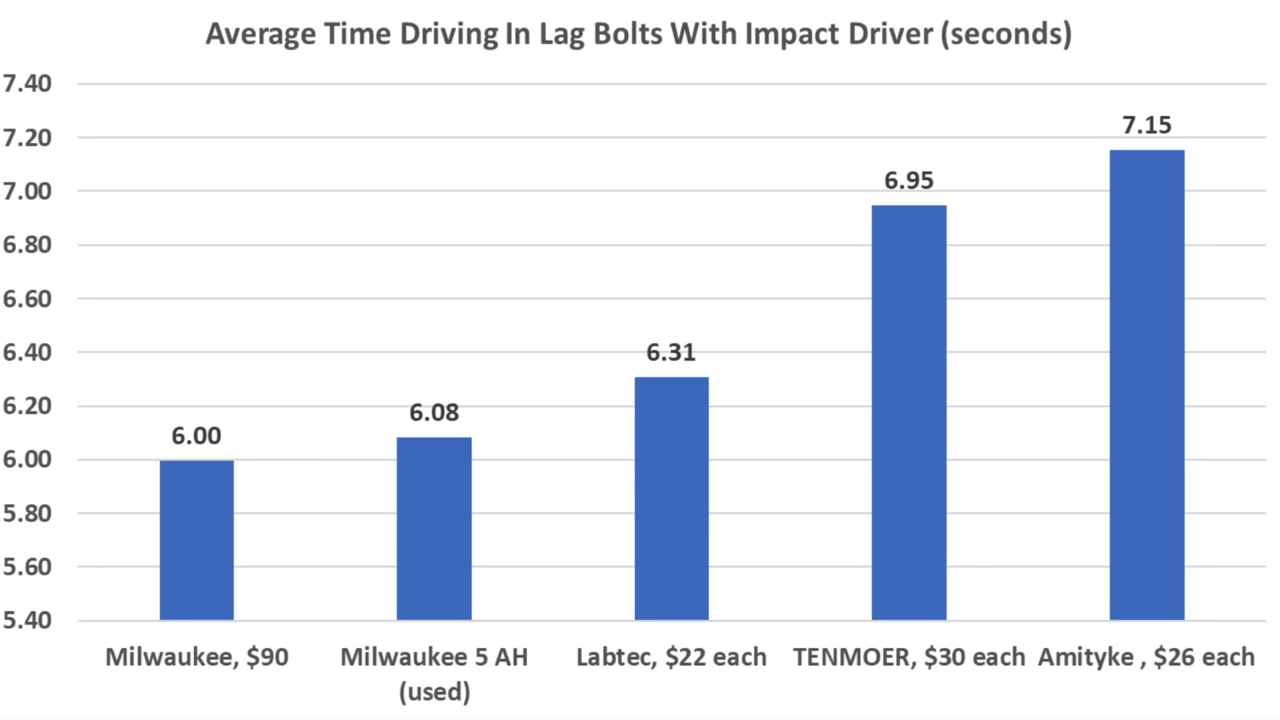 Average Time Driving In Lag Bolts With Impact Driver (seconds)
7.40
7.20
7.00
6.80
6.60
6.40
6.20
6.00
5.80
5.60
5.40
6.00
6.08
6.31
6.95
7.15
Milwaukee, $90
Milwaukee 5 AH
(used)
Labtec, $22 each
TENMOER, $30 each
Amityke , $26 each